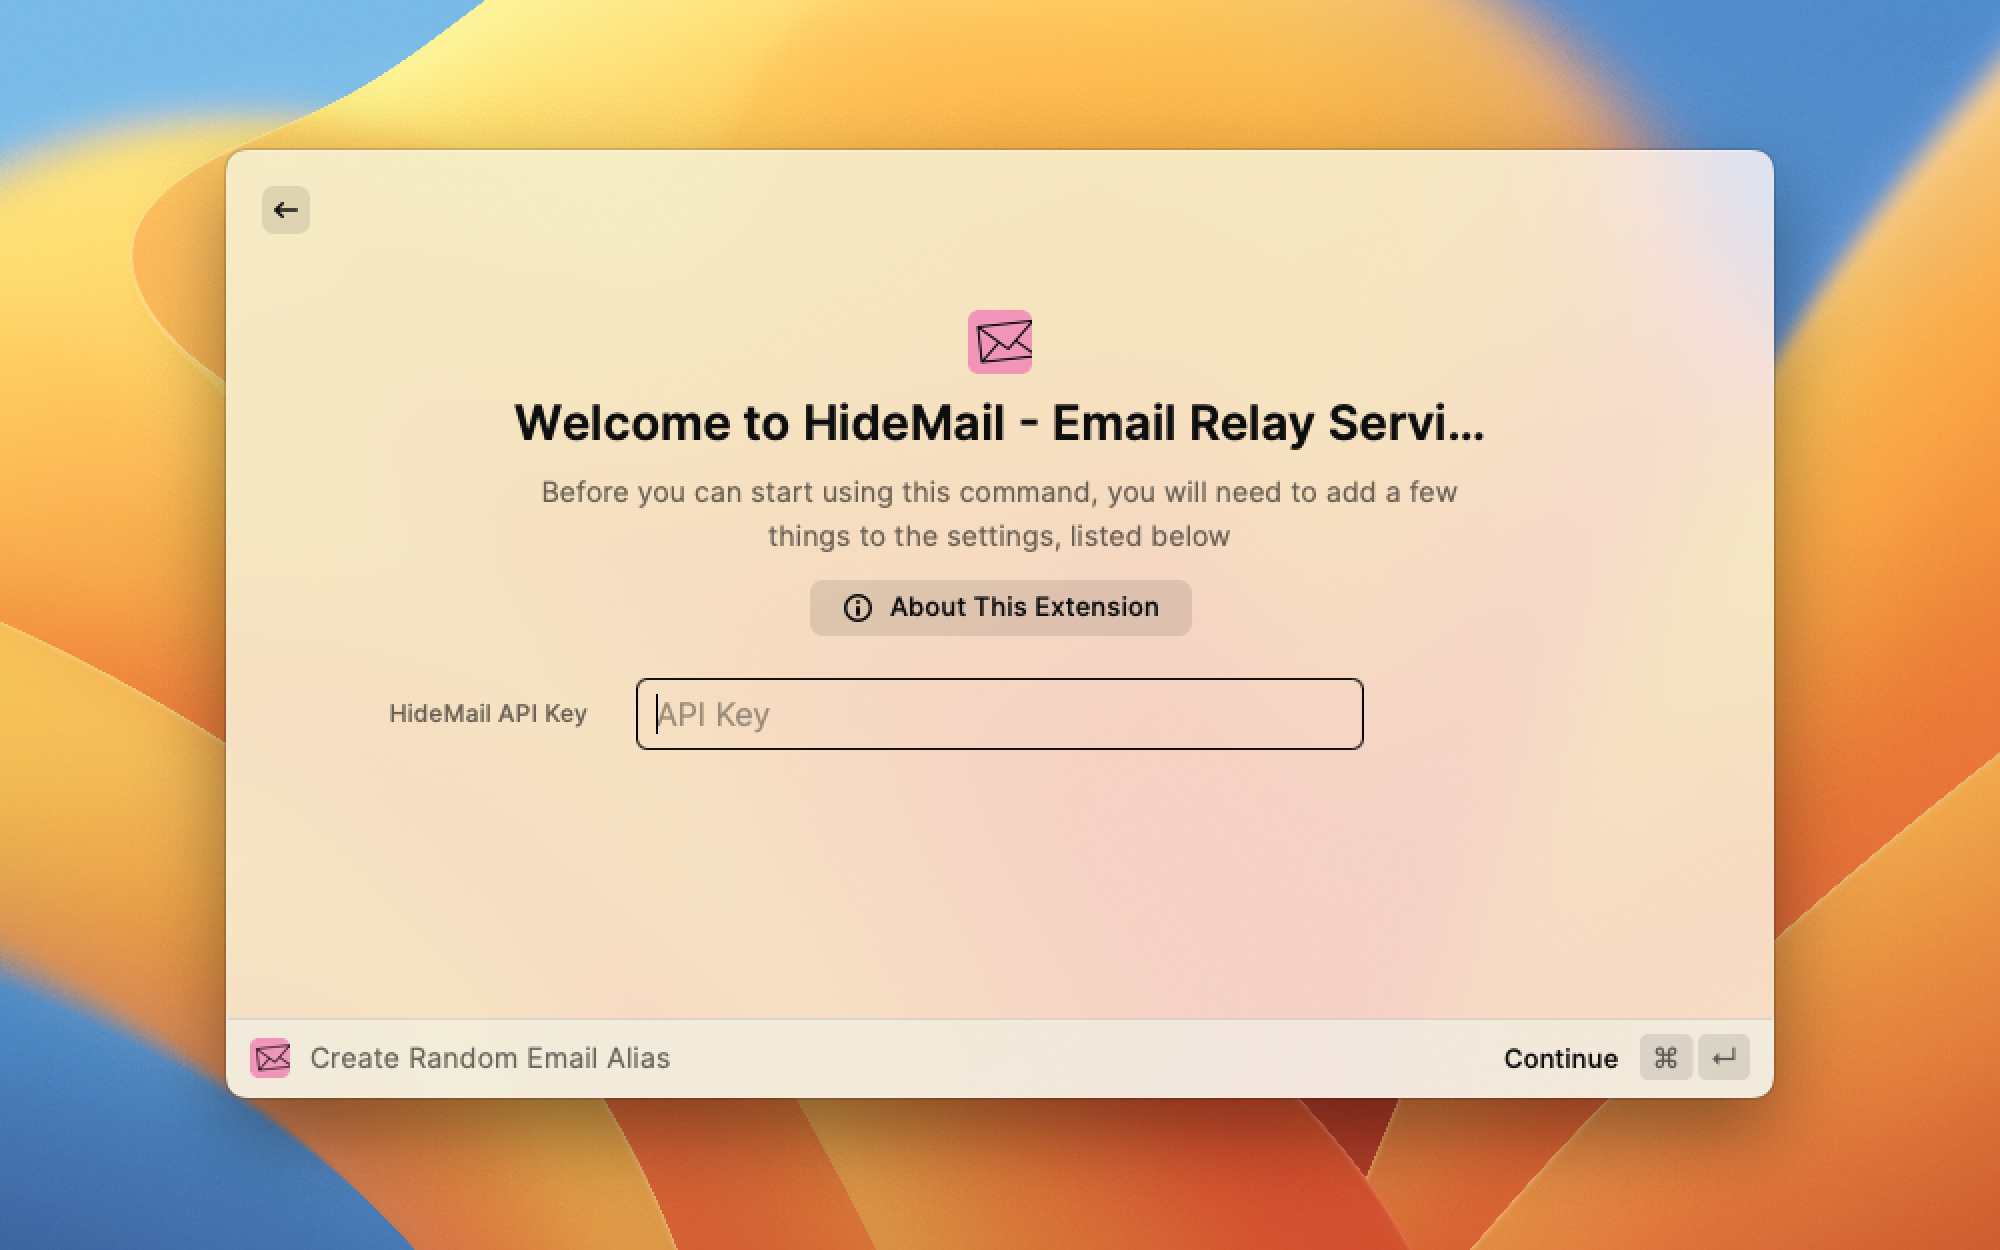 Welcome to HideMail - Email Relay Servi...
Before you can start using this command, you will need to add a few
things to the settings, listed below
About This Extension
HideMail API Key
API Key
Create Random Email Alias
Continue ⌘ ↵